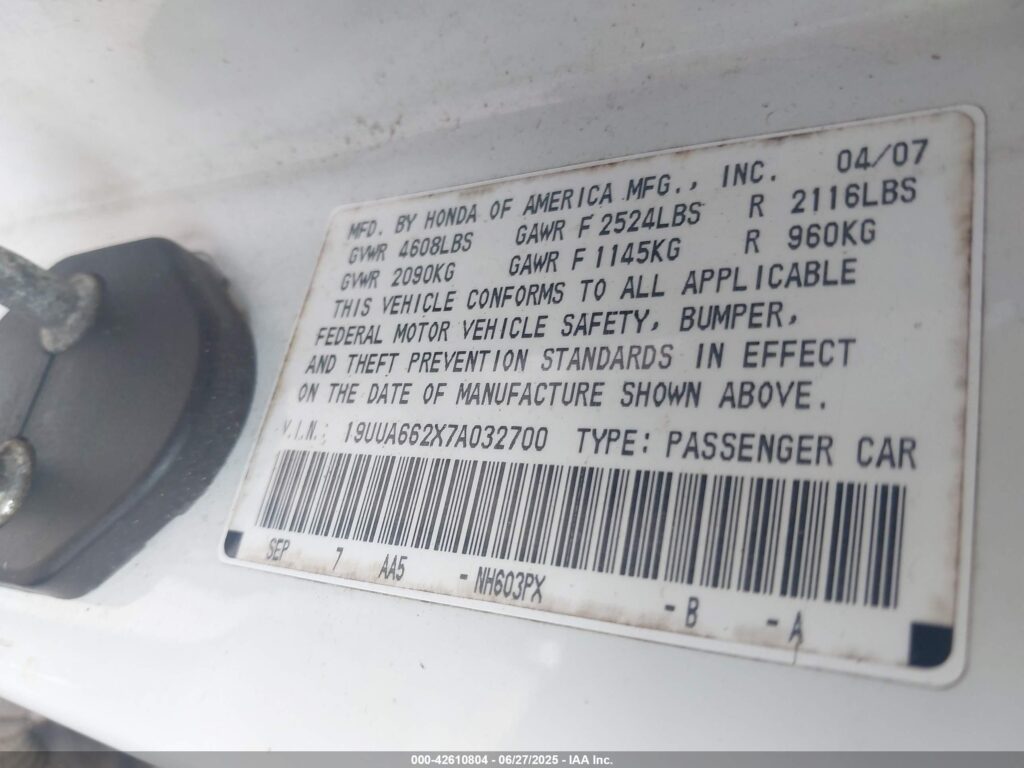 MFD. BY HONDA OF AMERICA MFG., INC. 04/07
GVWR 4608LBS GAWR F 2524LBS R 2116LBS
GVWR 2090KG GAWR F 1145KG R 960KG
THIS VEHICLE CONFORMS TO ALL APPLICABLE
FEDERAL MOTOR VEHICLE SAFETY, BUMPER,
AND THEFT PREVENTION STANDARDS IN EFFECT
ON THE DATE OF MANUFACTURE SHOWN ABOVE.
V.I.N.: 19UUA662X7A032700 TYPE: PASSENGER CAR
SEP 7 AA5 -NH603PX -B -A
000-42610804 - 06/27/2025 - IAA Inc.